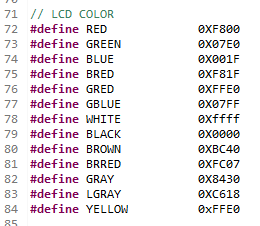 71 // LCD COLOR
72 #define RED 0XF800
73 #define GREEN 0X07E0
74 #define BLUE 0X001F
75 #define BRED 0XF81F
76 #define GRED 0XFFE0
77 #define GBLUE 0X07FF
78 #define WHITE 0Xffff
79 #define BLACK 0X0000
80 #define BROWN 0XBC40
81 #define BRRED 0XFC07
82 #define GRAY 0X8430
83 #define LGRAY 0XC618
84 #define YELLOW 0xFFE0
85